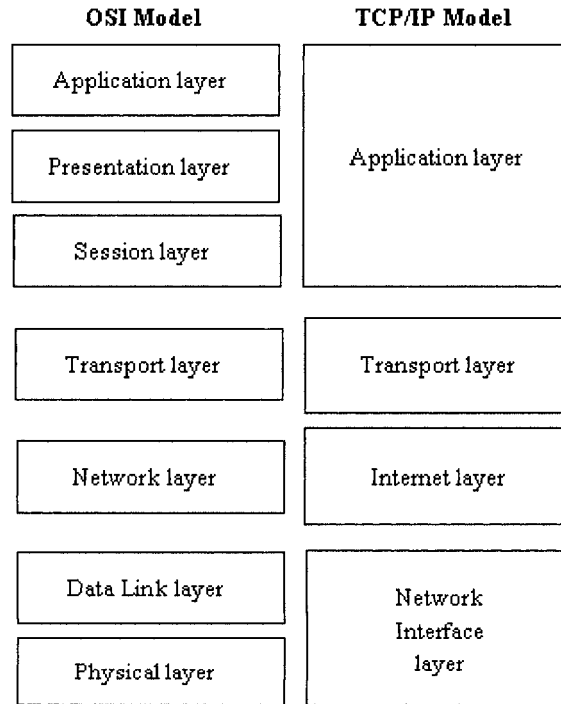 OSI Model
TCP/IP Model
Application layer
Presentation layer
Session layer
Application layer
Transport layer
Transport layer
Network layer
Internet layer
Data Link layer
Physical layer
Network
Interface
layer